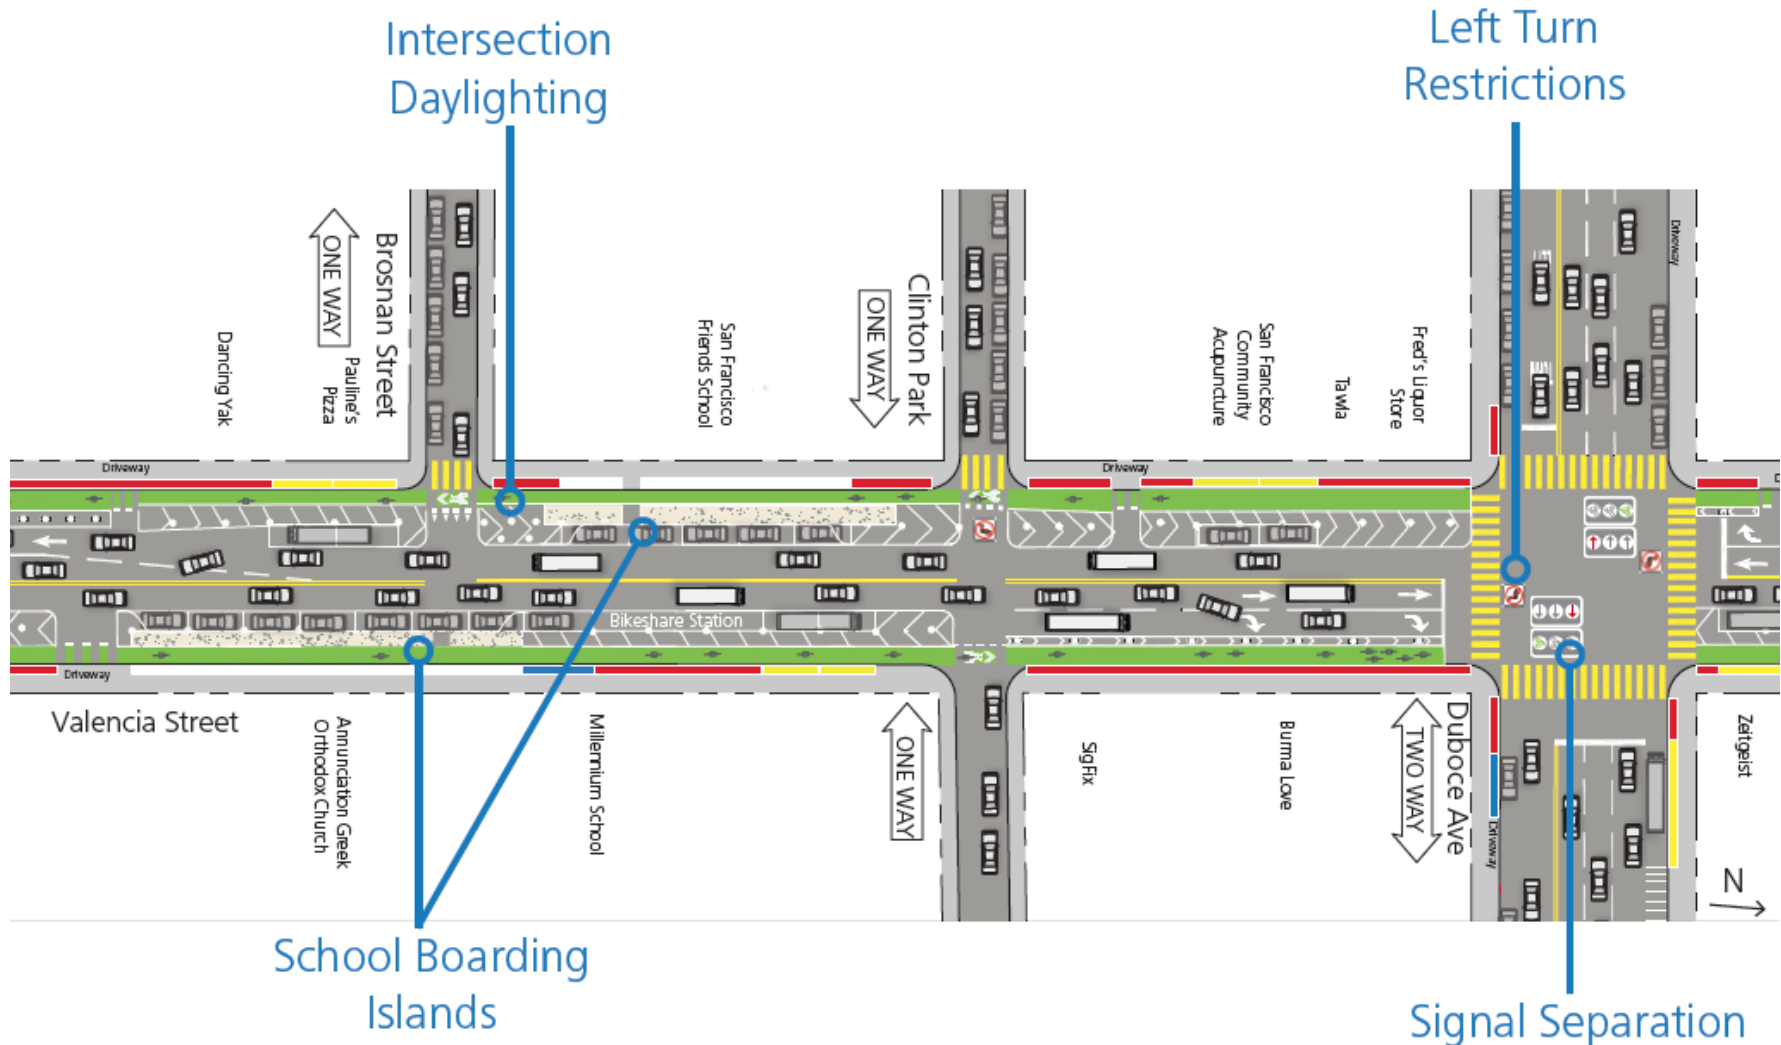 Intersection
Daylighting
Left Turn
Restrictions
Brosnan Street
ONE WAY
Dancing Yak
Pauline's
Pizza
San Francisco
Friends School
Clinton Park
ONE WAY
San Francisco
Community
Acupuncture
Tawla
Fred's Liquor
Store
Driveway
Driveway
Driveway
Bikeshare Station
Driveway
Valencia Street
Annunciation Greek
Orthodox Church
Millennium School
ONE WAY
SigFix
Burma Love
TWO WAY
Duboce Ave
Driveway
Zeitgeist
N
School Boarding
Islands
Signal Separation